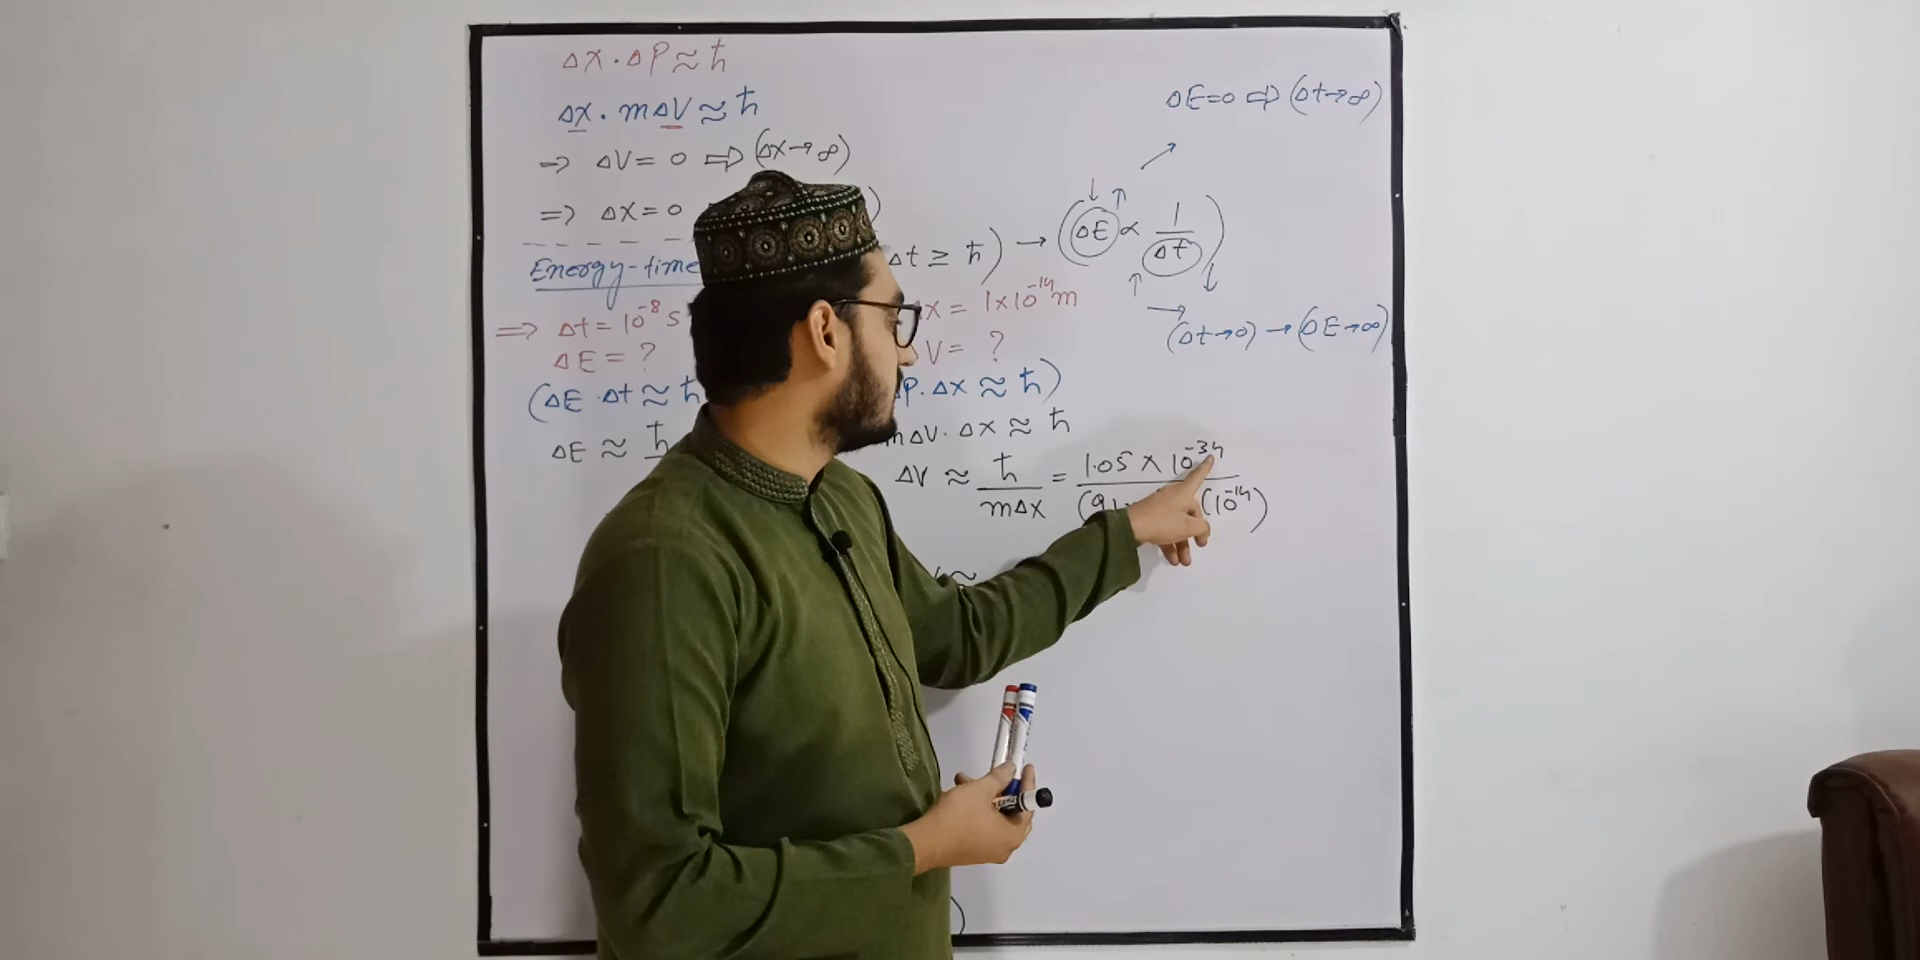 Δx · Δp ≈ ħ
Δx · mΔV ≈ ħ
⇒ ΔV = 0 ⇨ (Δx→∞)
⇒ Δx = 0
Energy-time
Δt ≥ ħ) → (ΔE ∝ 1/Δt)
ΔE=0 ⇨ (Δt→∞)
(Δt→0) → (ΔE→∞)
⇒ Δt = 10⁻⁸ s
ΔE = ?
(ΔE · Δt ≈ ħ
ΔE ≈ ħ
Δx = 1×10⁻¹⁴ m
V = ?
p · Δx ≈ ħ)
mΔV · Δx ≈ ħ
ΔV ≈ ħ/mΔx = 1.05 × 10⁻³⁴/(9.1 (10⁻¹⁴)
≈
)